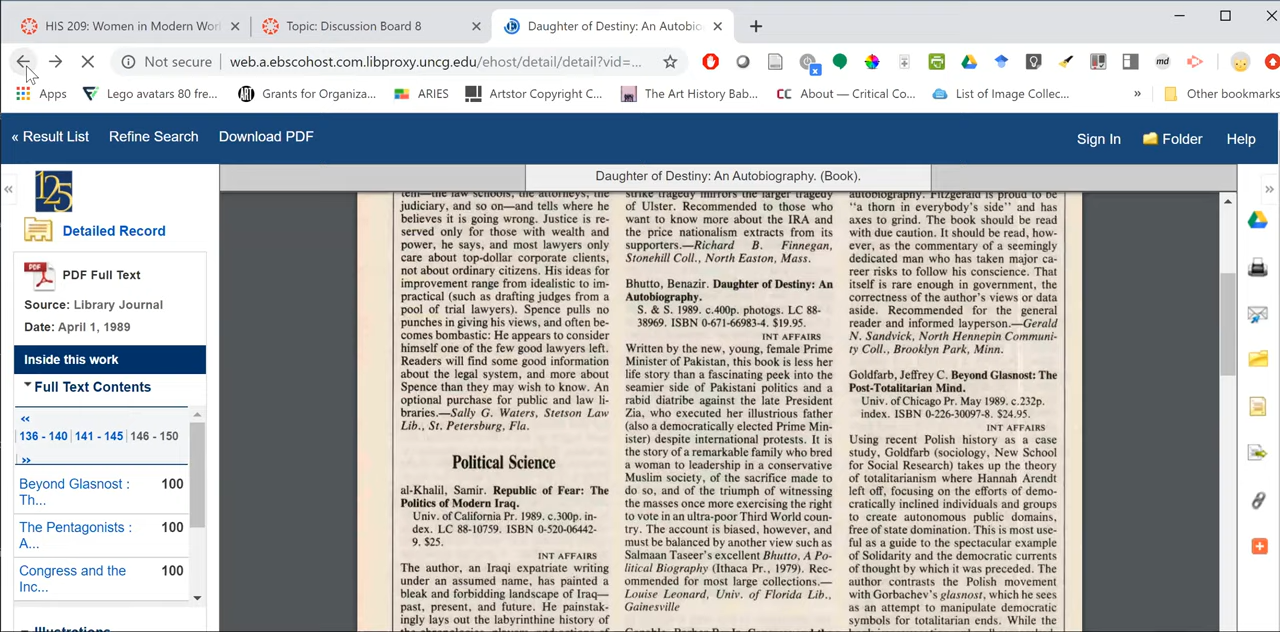 HIS 209: Women in Modern Worl
Topic: Discussion Board 8
Daughter of Destiny: An Autobio
Not secure
web.a.ebscohost.com.libproxy.uncg.edu/ehost/detail/detail?vid=...
md
Apps
Lego avatars 80 fre...
Grants for Organiza...
ARIES
Artstor Copyright C...
The Art History Bab...
CC
About — Critical Co...
List of Image Collec...
»
Other bookmarks
« Result List
Refine Search
Download PDF
Sign In
Folder
Help
Daughter of Destiny: An Autobiography. (Book).
«
»
125
Detailed Record
PDF
PDF Full Text
Source: Library Journal
Date: April 1, 1989
Inside this work
Full Text Contents
«
136 - 140
141 - 145
146 - 150
»
Beyond Glasnost :
Th...
100
The Pentagonists :
A...
100
Congress and the
Inc...
100
Illustrations
tem—the law schools, the attorneys, the
judiciary, and so on—and tells where he
believes it is going wrong. Justice is re-
served only for those with wealth and
power, he says, and most lawyers only
care about top-dollar corporate clients,
not about ordinary citizens. His ideas for
improvement range from idealistic to im-
practical (such as drafting judges from a
pool of trial lawyers). Spence pulls no
punches in giving his views, and often be-
comes bombastic: He appears to consider
himself one of the few good lawyers left.
Readers will find some good information
about the legal system, and more about
Spence than they may wish to know. An
optional purchase for public and law li-
braries.—Sally G. Waters, Stetson Law
Lib., St. Petersburg, Fla.
Political Science
al-Khalil, Samir. Republic of Fear: The
Politics of Modern Iraq.
Univ. of California Pr. 1989. c.300p. in-
dex. LC 88-10759. ISBN 0-520-06442-
9. $25.
INT AFFAIRS
The author, an Iraqi expatriate writing
under an assumed name, has painted a
bleak and forbidding landscape of Iraq—
past, present, and future. He painstak-
ingly lays out the labyrinthine history of
strike tragedy mirrors the larger tragedy
of Ulster. Recommended to those who
want to know more about the IRA and
the price nationalism extracts from its
supporters.—Richard B. Finnegan,
Stonehill Coll., North Easton, Mass.
Bhutto, Benazir. Daughter of Destiny: An
Autobiography.
S. & S. 1989. c.400p. photogs. LC 88-
38969. ISBN 0-671-66983-4. $19.95.
INT AFFAIRS
Written by the new, young, female Prime
Minister of Pakistan, this book is less her
life story than a fascinating peek into the
seamier side of Pakistani politics and a
rabid diatribe against the late President
Zia, who executed her illustrious father
(also a democratically elected Prime Min-
ister) despite international protests. It is
the story of a remarkable family who bred
a woman to leadership in a conservative
Muslim society, of the sacrifice made to
do so, and of the triumph of witnessing
the masses once more exercising the right
to vote in an ultra-poor Third World coun-
try. The account is biased, however, and
must be balanced by another view such as
Salmaan Taseer's excellent Bhutto, A Po-
litical Biography (Ithaca Pr., 1979). Rec-
ommended for most large collections.—
Louise Leonard, Univ. of Florida Lib.,
Gainesville
autobiography. Fitzgerald is proud to be
"a thorn in everybody's side" and has
axes to grind. The book should be read
with due caution. It should be read, how-
ever, as the commentary of a seemingly
dedicated man who has taken major ca-
reer risks to follow his conscience. That
itself is rare enough in government, the
correctness of the author's views or data
aside. Recommended for the general
reader and informed layperson.—Gerald
N. Sandvick, North Hennepin Communi-
ty Coll., Brooklyn Park, Minn.
Goldfarb, Jeffrey C. Beyond Glasnost: The
Post-Totalitarian Mind.
Univ. of Chicago Pr. May 1989. c.232p.
index. ISBN 0-226-30097-8. $24.95.
INT AFFAIRS
Using recent Polish history as a case
study, Goldfarb (sociology, New School
for Social Research) takes up the theory
of totalitarianism where Hannah Arendt
left off, focusing on the efforts of demo-
cratically inclined individuals and groups
to create autonomous public domains,
free of state domination. This is most use-
ful as a guide to the spectacular example
of Solidarity and the democratic currents
of thought by which it was preceded. The
author contrasts the Polish movement
with Gorbachev's glasnost, which he sees
as an attempt to manipulate democratic
symbols for totalitarian ends. While the